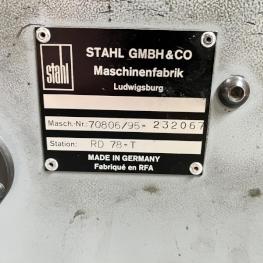 stahl
STAHL GMBH & CO
Maschinenfabrik
Ludwigsburg
Masch.-Nr.: 70806/95-232067
Station: RD 78-T
MADE IN GERMANY
Fabriqué en RFA